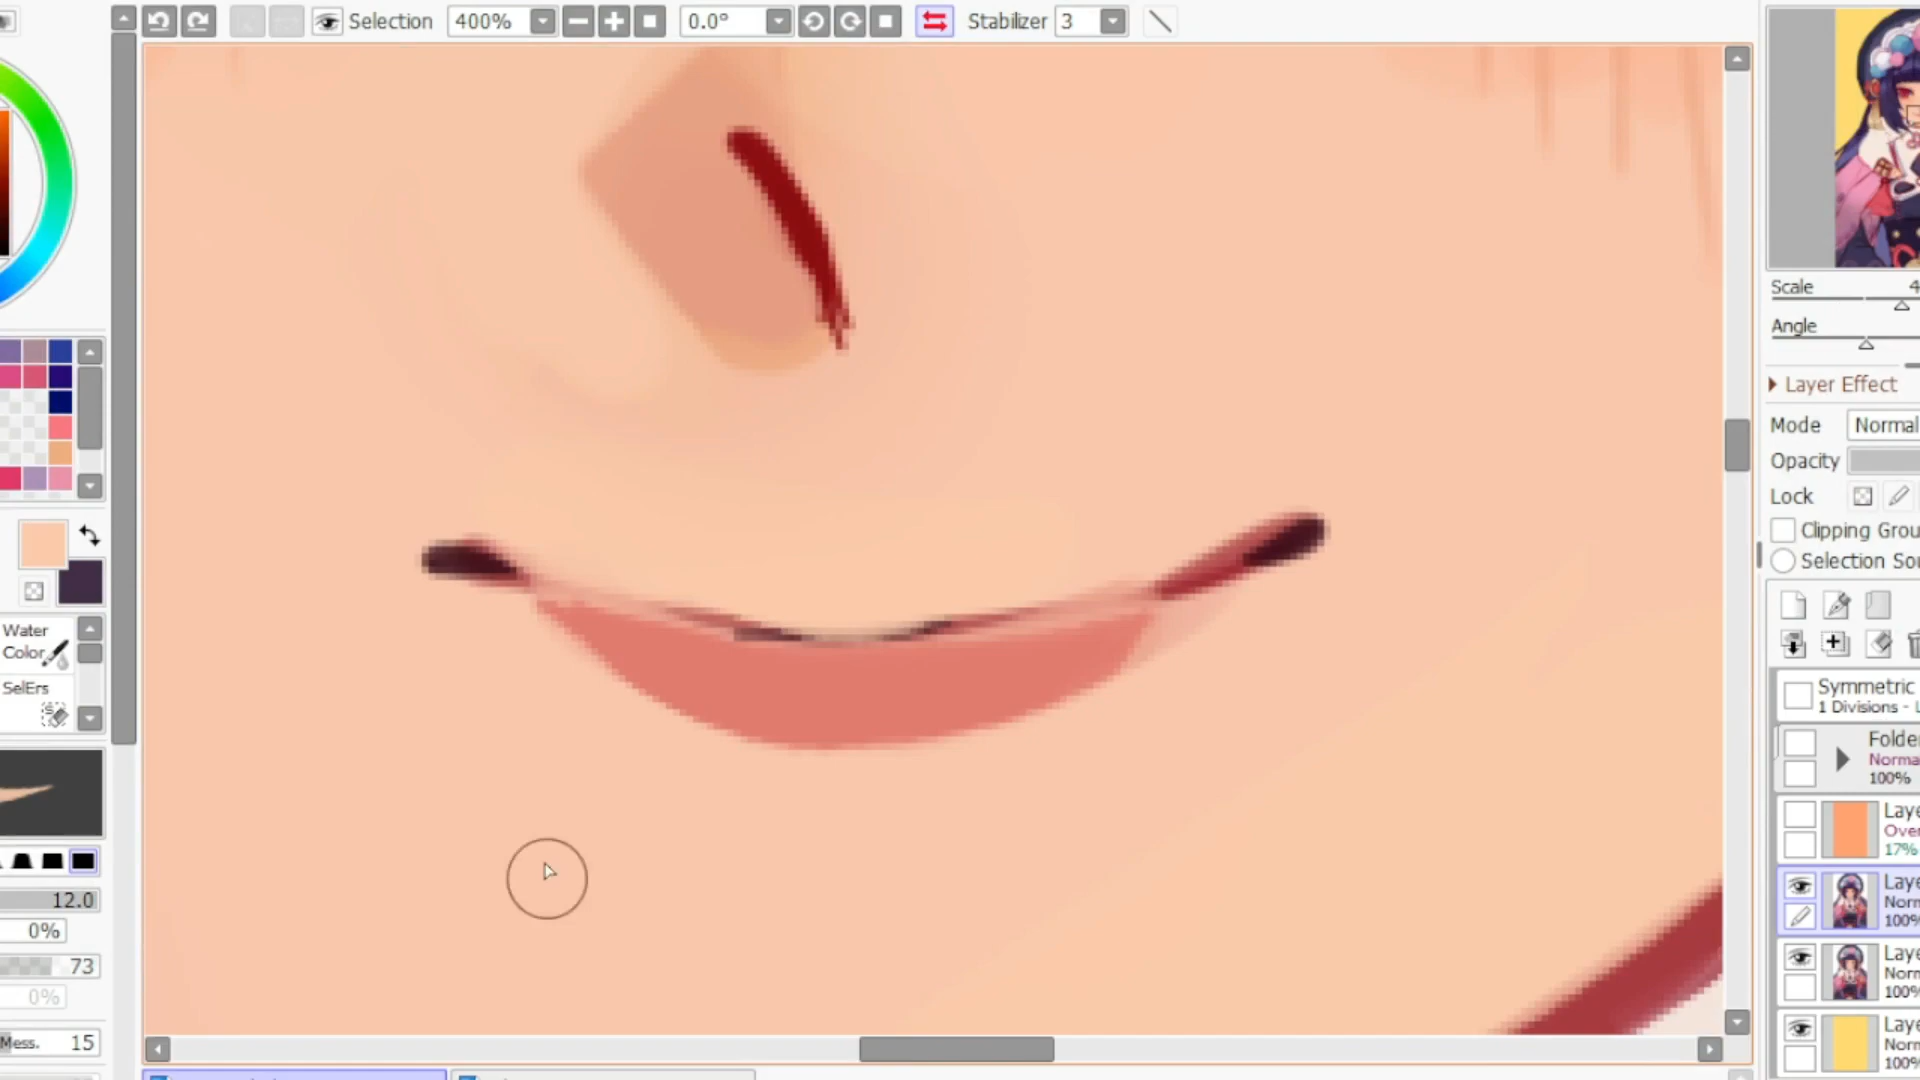 Selection 400% 0.0° Stabilizer 3
Scale
Angle
Layer Effect
Mode Normal
Opacity
Lock
Clipping Grou
Selection Sou
Water
Color
SelErs
12.0
0%
73
0%
Mess. 15
Symmetric
1 Divisions -
Folde
Norma
100%
Laye
Over
17%
Laye
Norm
100%
Laye
Norm
100%
Laye
Norm
100%